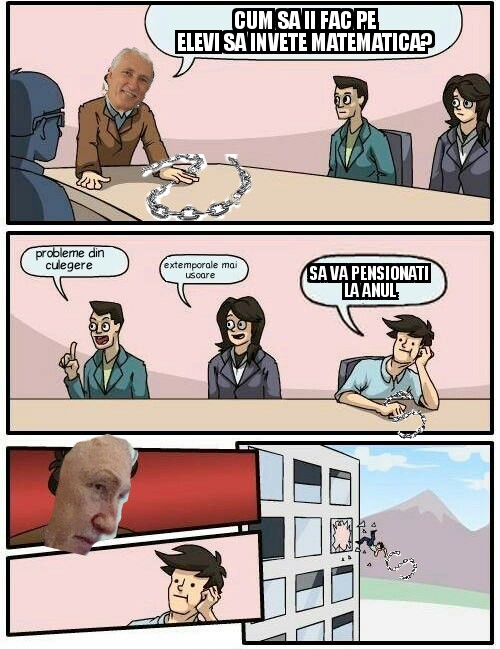 CUM SA II FAC PE
ELEVI SA INVETE MATEMATICA?
probleme din
culegere
extemporale mai
usoare
SA VA PENSIONATI
LA ANUL